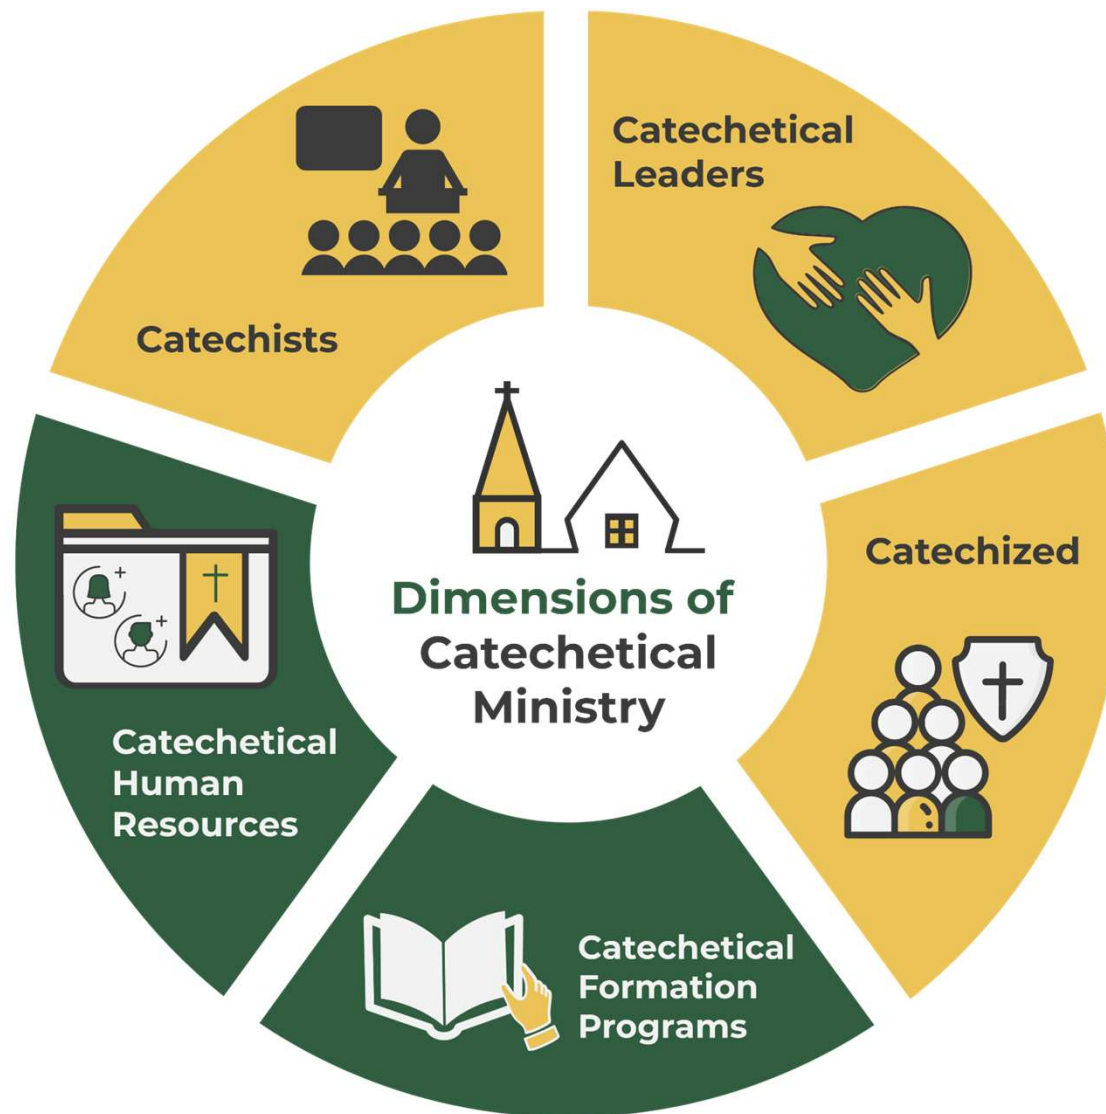 Catechetical
Leaders
Catechists
Catechized
Dimensions of
Catechetical
Ministry
Catechetical
Human
Resources
Catechetical
Formation
Programs